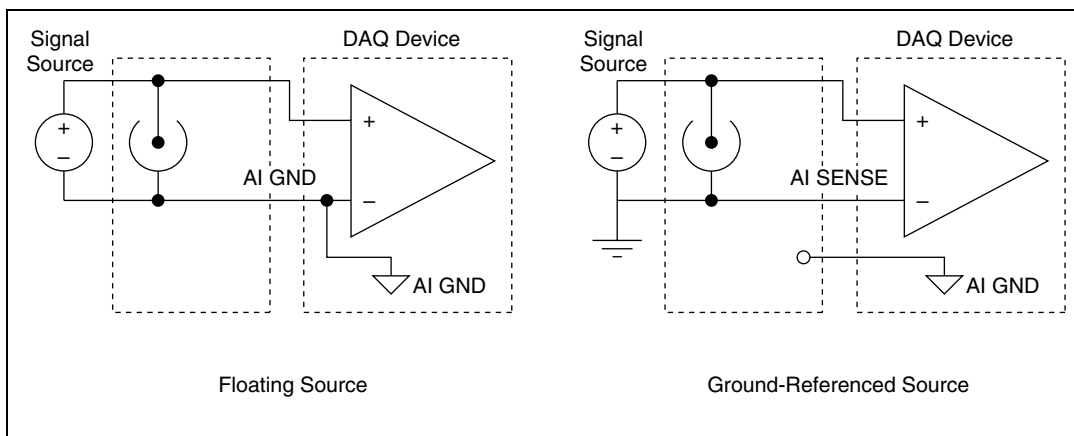 Signal
Source
DAQ Device
+
–
+
–
AI GND
AI GND
Floating Source
Signal
Source
DAQ Device
+
–
+
–
AI SENSE
AI GND
Ground-Referenced Source